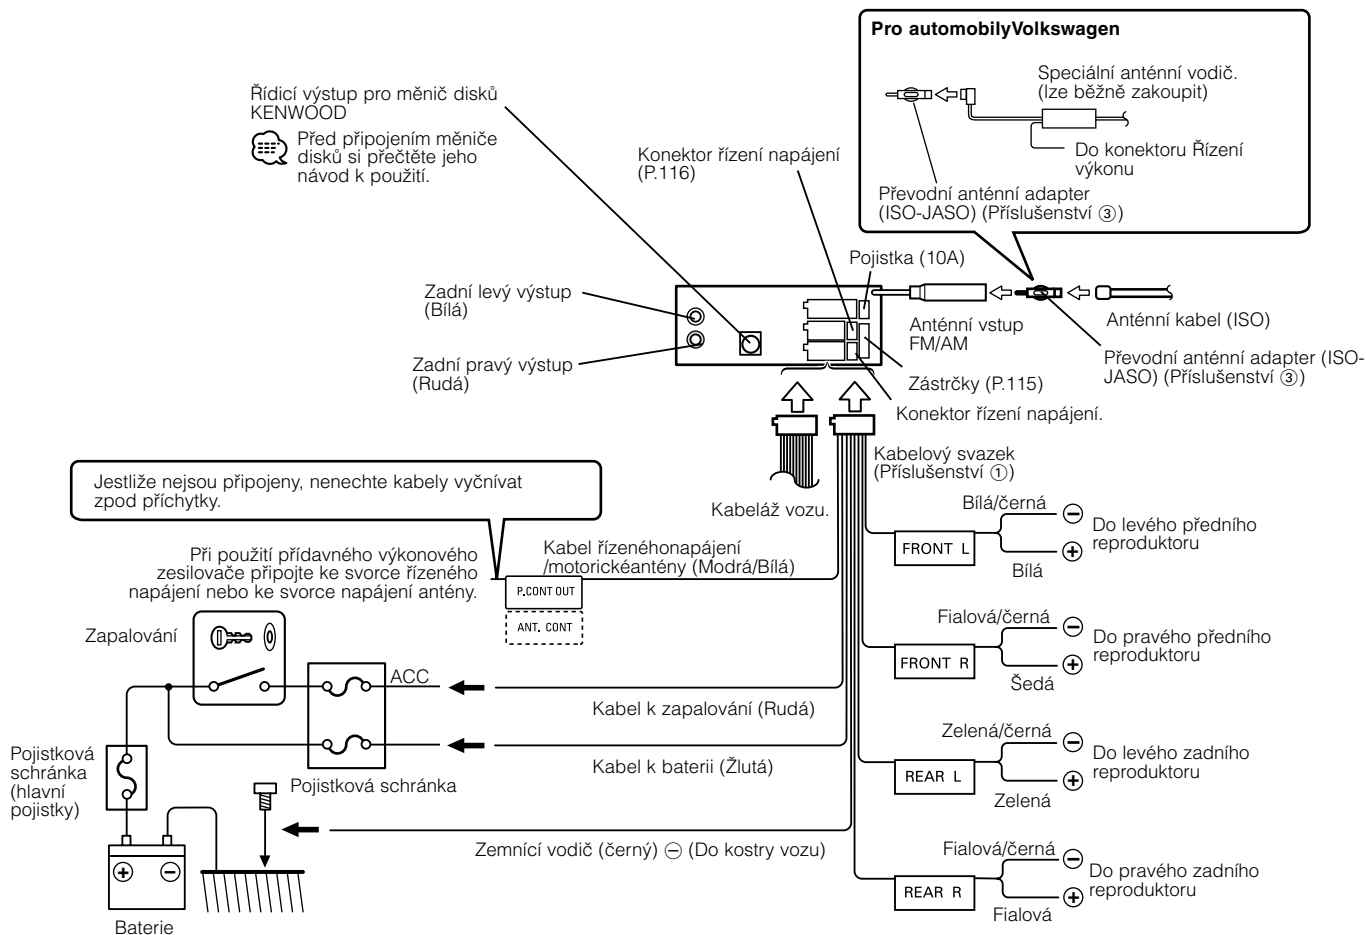 Pro automobilyVolkswagen
Speciální anténní vodič.
(lze běžně zakoupit)
Do konektoru Řízení
výkonu
Převodní anténní adapter
(ISO-JASO) (Příslušenství ③)
Řídicí výstup pro měnič disků
KENWOOD
Před připojením měniče
disků si přečtěte jeho
návod k použití.
Konektor řízení napájení
(P.116)
Pojistka (10A)
Zadní levý výstup
(Bílá)
Zadní pravý výstup
(Rudá)
Anténní vstup
FM/AM
Anténní kabel (ISO)
Převodní anténní adapter (ISO-
JASO) (Příslušenství ③)
Zástrčky (P.115)
Konektor řízení napájení.
Kabelový svazek
(Příslušenství ①)
Kabeláž vozu.
Jestliže nejsou připojeny, nenechte kabely vyčnívat
zpod příchytky.
Při použití přídavného výkonového
zesilovače připojte ke svorce řízeného
napájení nebo ke svorce napájení antény.
Kabel řízenéhonapájení
/motorickéantény (Modrá/Bílá)
P.CONT OUT
ANT. CONT
Bílá/černá
⊖
FRONT L
Do levého předního
reproduktoru
⊕
Bílá
Fialová/černá
⊖
FRONT R
Do pravého předního
reproduktoru
⊕
Šedá
Zapalování
ACC
Kabel k zapalování (Rudá)
Kabel k baterii (Žlutá)
Pojistková schránka
Pojistková
schránka
(hlavní
pojistky)
Zelená/černá
⊖
REAR L
Do levého zadního
reproduktoru
⊕
Zelená
Zemnící vodič (černý) ⊖ (Do kostry vozu)
Fialová/černá
⊖
REAR R
Do pravého zadního
reproduktoru
⊕
Fialová
⊕ ⊖
Baterie